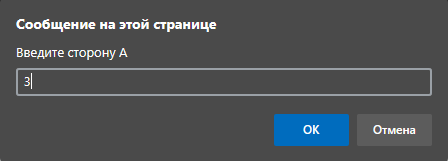 Сообщение на этой странице
Введите сторону A
3
ОК
Отмена